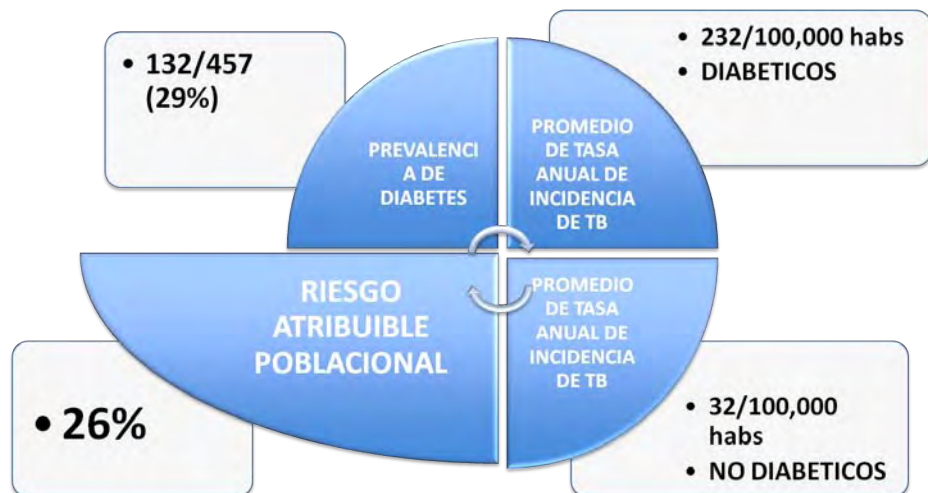 • 132/457
(29%)
PREVALENCI
A DE
DIABETES
PROMEDIO
DE TASA
ANUAL DE
INCIDENCIA
DE TB
• 232/100,000 habs
• DIABETICOS
RIESGO
ATRIBUIBLE
POBLACIONAL
• 26%
PROMEDIO
DE TASA
ANUAL DE
INCIDENCIA
DE TB
• 32/100,000
habs
• NO DIABETICOS